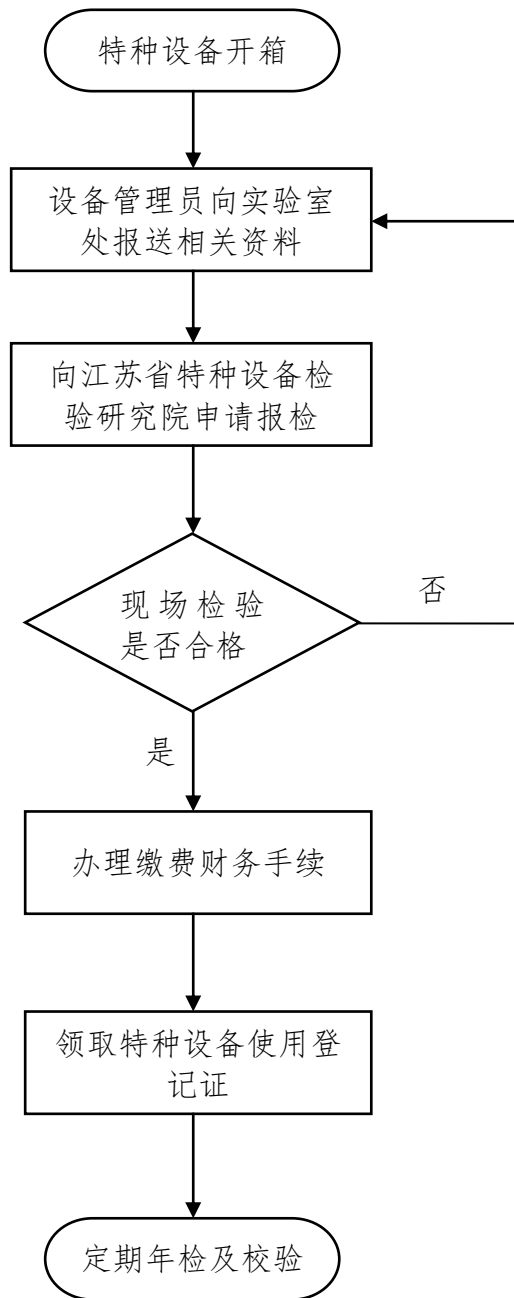 特种设备开箱
设备管理员向实验室
处报送相关资料
向江苏省特种设备检
验研究院申请报检
现场检验
是否合格
否
是
办理缴费财务手续
领取特种设备使用登
记证
定期年检及校验